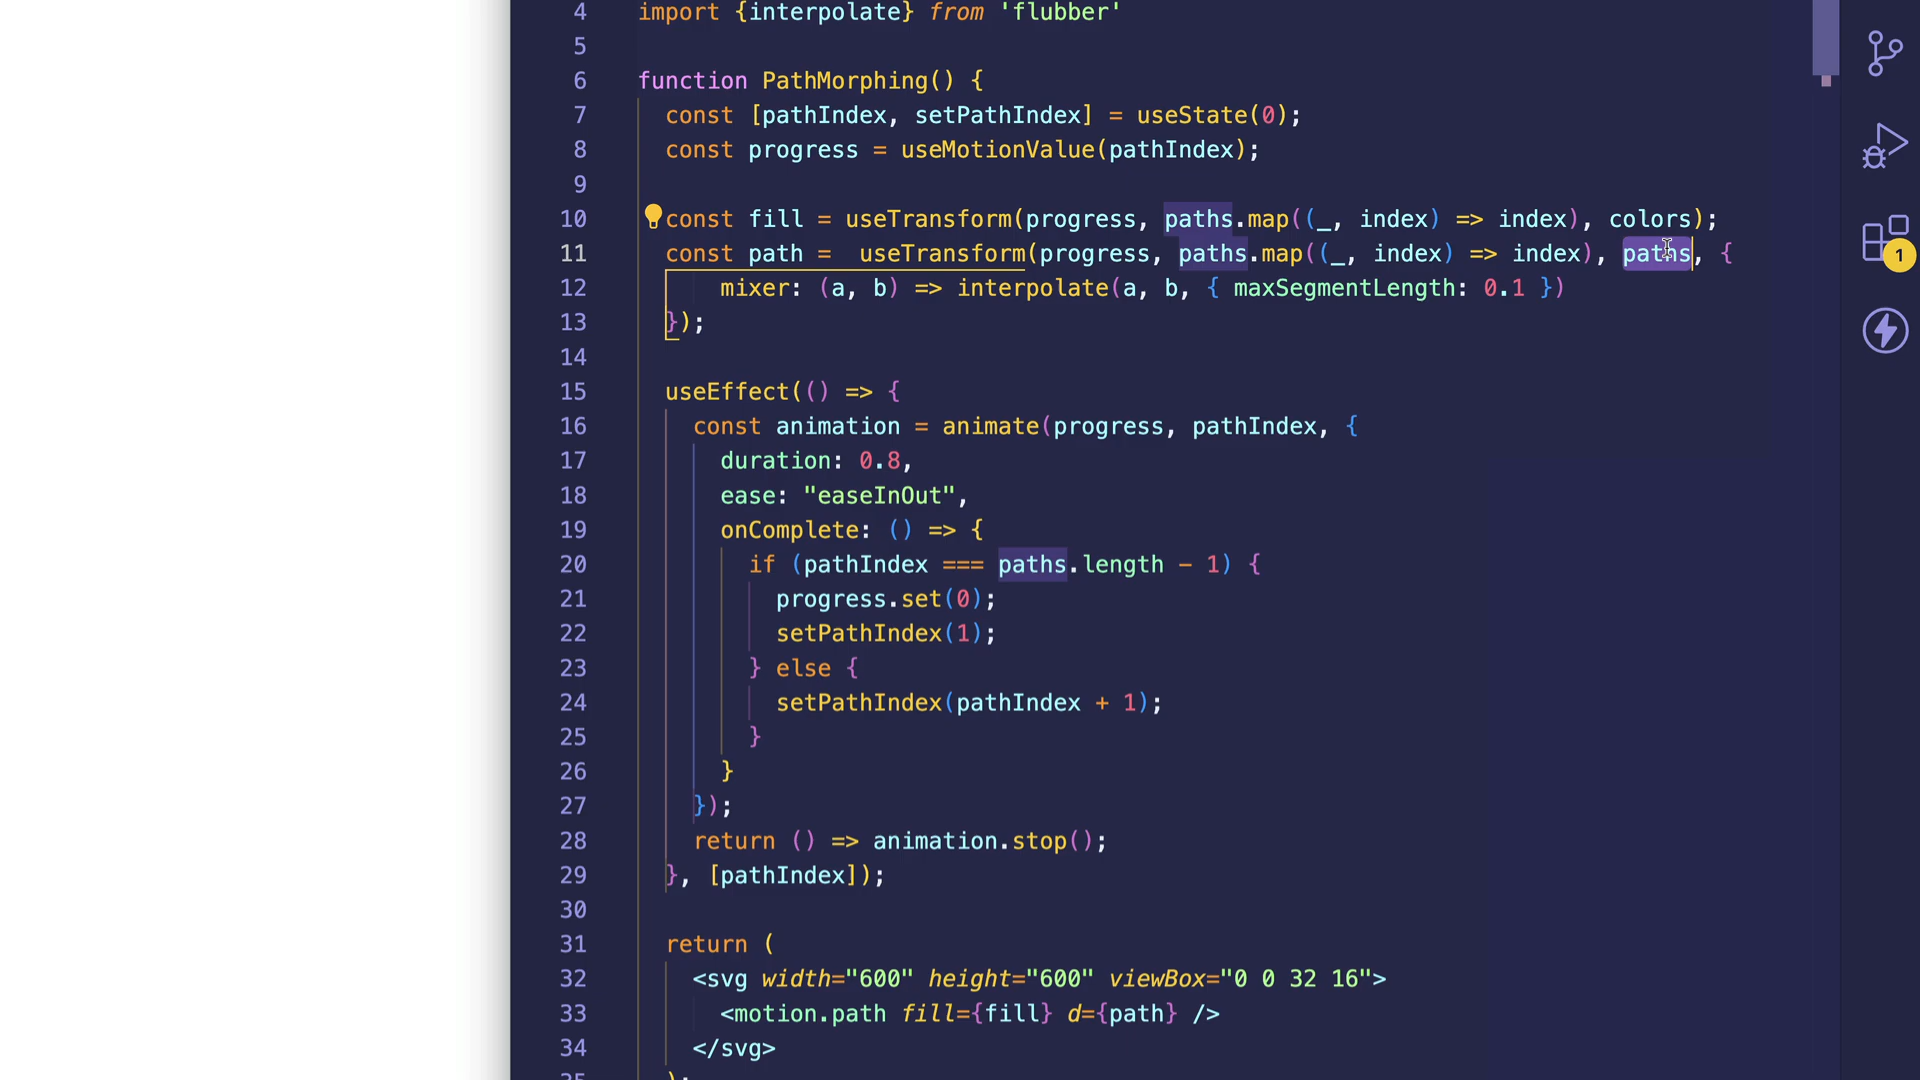 4 import {interpolate} from 'flubber'
5
6 function PathMorphing() {
7 const [pathIndex, setPathIndex] = useState(0);
8 const progress = useMotionValue(pathIndex);
9
10 const fill = useTransform(progress, paths.map((_, index) => index), colors);
11 const path =  useTransform(progress, paths.map((_, index) => index), paths, {
12 mixer: (a, b) => interpolate(a, b, { maxSegmentLength: 0.1 })
13 });
14
15 useEffect(() => {
16 const animation = animate(progress, pathIndex, {
17 duration: 0.8,
18 ease: "easeInOut",
19 onComplete: () => {
20 if (pathIndex === paths.length - 1) {
21 progress.set(0);
22 setPathIndex(1);
23 } else {
24 setPathIndex(pathIndex + 1);
25 }
26 }
27 });
28 return () => animation.stop();
29 }, [pathIndex]);
30
31 return (
32 <svg width="600" height="600" viewBox="0 0 32 16">
33 <motion.path fill={fill} d={path} />
34 </svg>
35 );
1